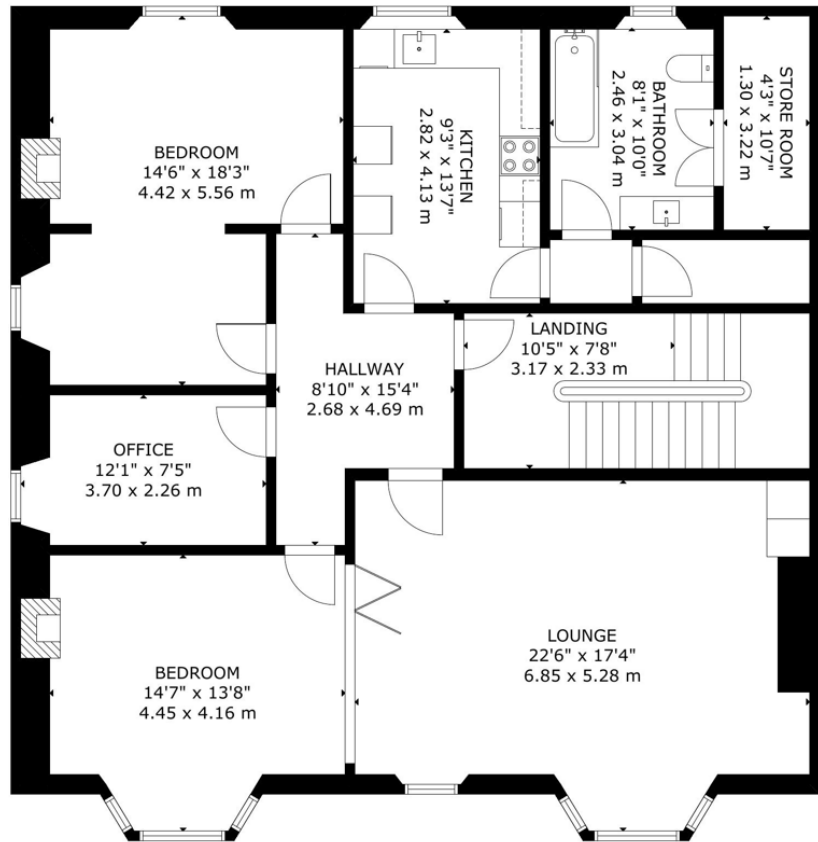 BEDROOM
14'6" x 18'3"
4.42 x 5.56 m
KITCHEN
9'3" x 13'7"
2.82 x 4.13 m
BATHROOM
8'1" x 10'0"
2.46 x 3.04 m
STORE ROOM
4'3" x 10'7"
1.30 x 3.22 m
HALLWAY
8'10" x 15'4"
2.68 x 4.69 m
LANDING
10'5" x 7'8"
3.17 x 2.33 m
OFFICE
12'1" x 7'5"
3.70 x 2.26 m
BEDROOM
14'7" x 13'8"
4.45 x 4.16 m
LOUNGE
22'6" x 17'4"
6.85 x 5.28 m